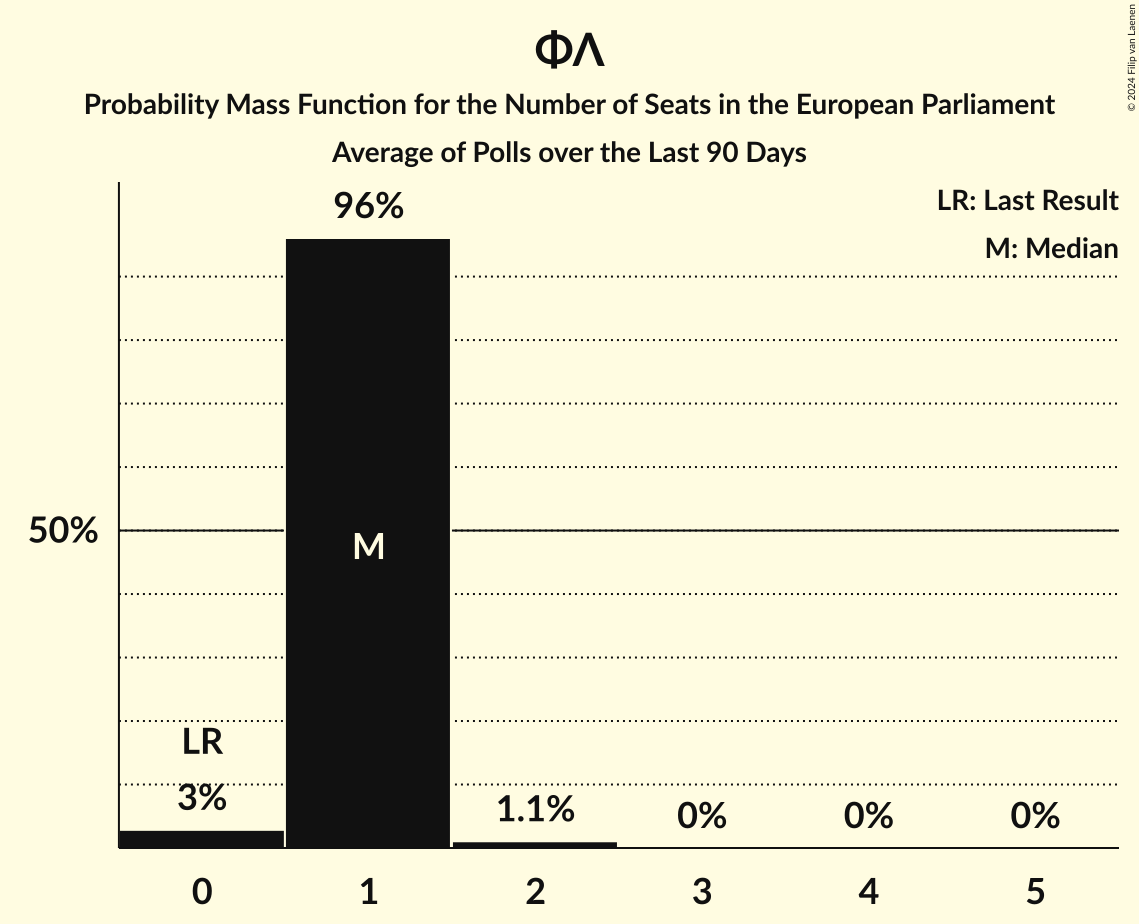 ΦΛ
Probability Mass Function for the Number of Seats in the European Parliament
Average of Polls over the Last 90 Days
© 2024 Filip van Laenen
LR: Last Result
M: Median
96%
50%
M
LR
3%
1.1%
0%
0%
0%
0
1
2
3
4
5